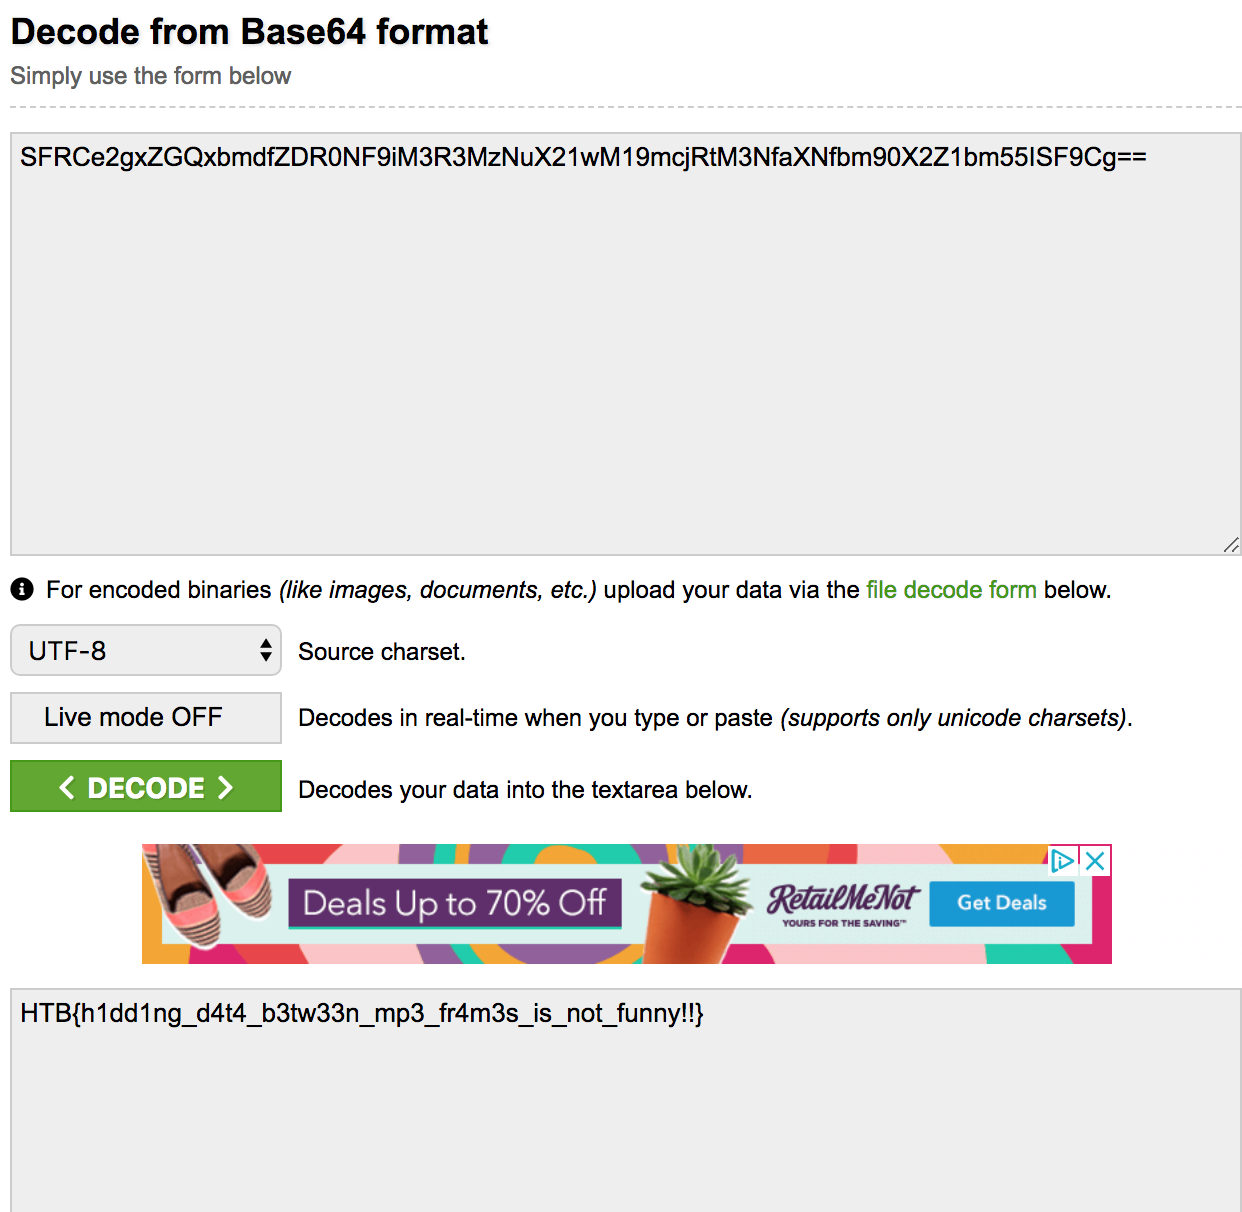 Decode from Base64 format
Simply use the form below
SFRCe2gxZGQxbmdfZDR0NF9iM3R3MzNuX21wM19mcjRtM3NfaXNfbm90X2Z1bm55ISF9Cg==
For encoded binaries (like images, documents, etc.) upload your data via the file decode form below.
UTF-8 Source charset.
Live mode OFF Decodes in real-time when you type or paste (supports only unicode charsets).
< DECODE > Decodes your data into the textarea below.
Deals Up to 70% Off RetailMeNot Get Deals
YOURS FOR THE SAVING™
HTB{h1dd1ng_d4t4_b3tw33n_mp3_fr4m3s_is_not_funny!!}